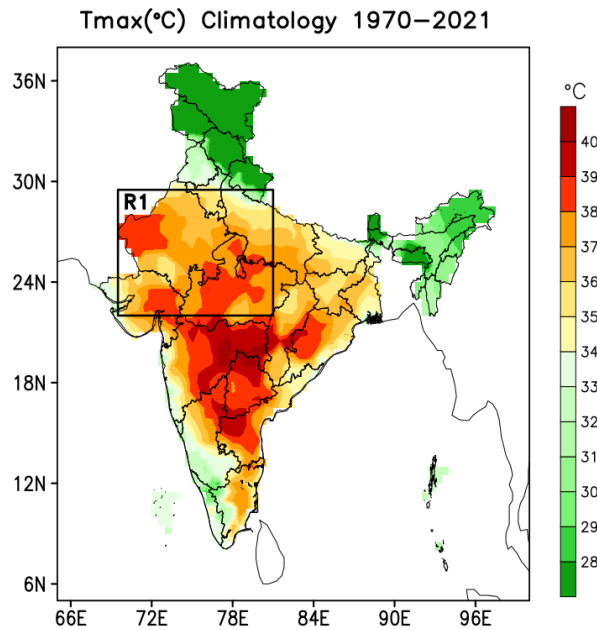 Tmax(°C) Climatology 1970−2021
36N
30N
24N
18N
12N
6N
R1
66E 72E 78E 84E 90E 96E
°C
40
39
38
37
36
35
34
33
32
31
30
29
28